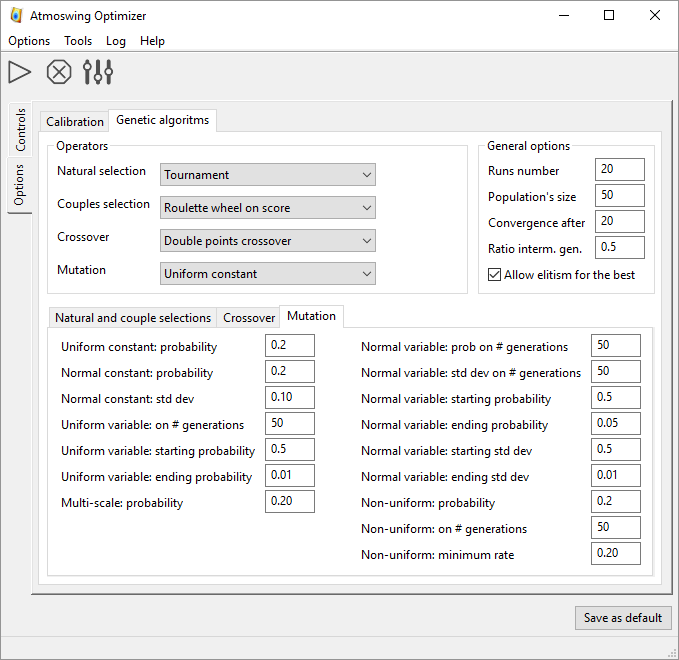 Atmoswing Optimizer
Options Tools Log Help
Controls
Options
Calibration Genetic algoritms
Operators
Natural selection Tournament
Couples selection Roulette wheel on score
Crossover Double points crossover
Mutation Uniform constant
General options
Runs number 20
Population's size 50
Convergence after 20
Ratio interm. gen. 0.5
Allow elitism for the best
Natural and couple selections Crossover Mutation
Uniform constant: probability 0.2
Normal constant: probability 0.2
Normal constant: std dev 0.10
Uniform variable: on # generations 50
Uniform variable: starting probability 0.5
Uniform variable: ending probability 0.01
Multi-scale: probability 0.20
Normal variable: prob on # generations 50
Normal variable: std dev on # generations 50
Normal variable: starting probability 0.5
Normal variable: ending probability 0.05
Normal variable: starting std dev 0.5
Normal variable: ending std dev 0.01
Non-uniform: probability 0.2
Non-uniform: on # generations 50
Non-uniform: minimum rate 0.20
Save as default